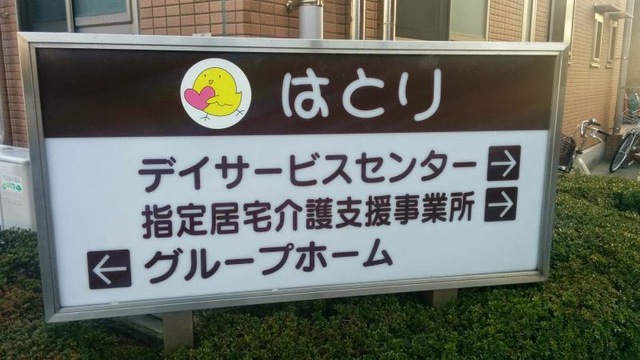 はとり
デイサービスセンター →
指定居宅介護支援事業所 →
← グループホーム